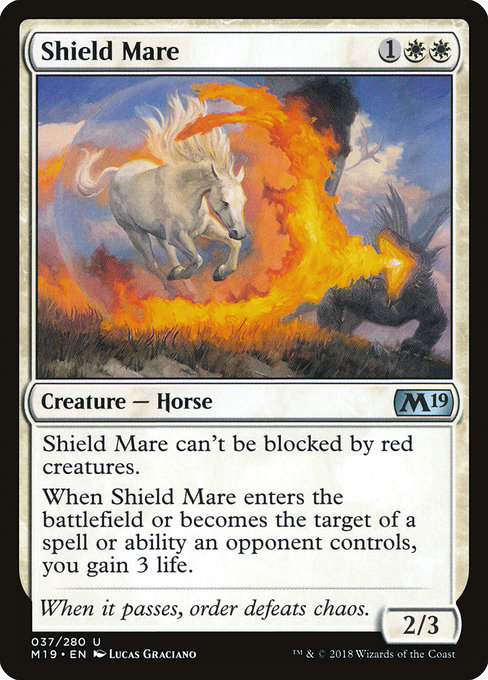 Shield Mare 1
Creature — Horse M19
Shield Mare can't be blocked by red
creatures.
When Shield Mare enters the
battlefield or becomes the target of a
spell or ability an opponent controls,
you gain 3 life.
When it passes, order defeats chaos.
2/3
037/280 U
M19 • EN Lucas Graciano ™ & © 2018 Wizards of the Coast